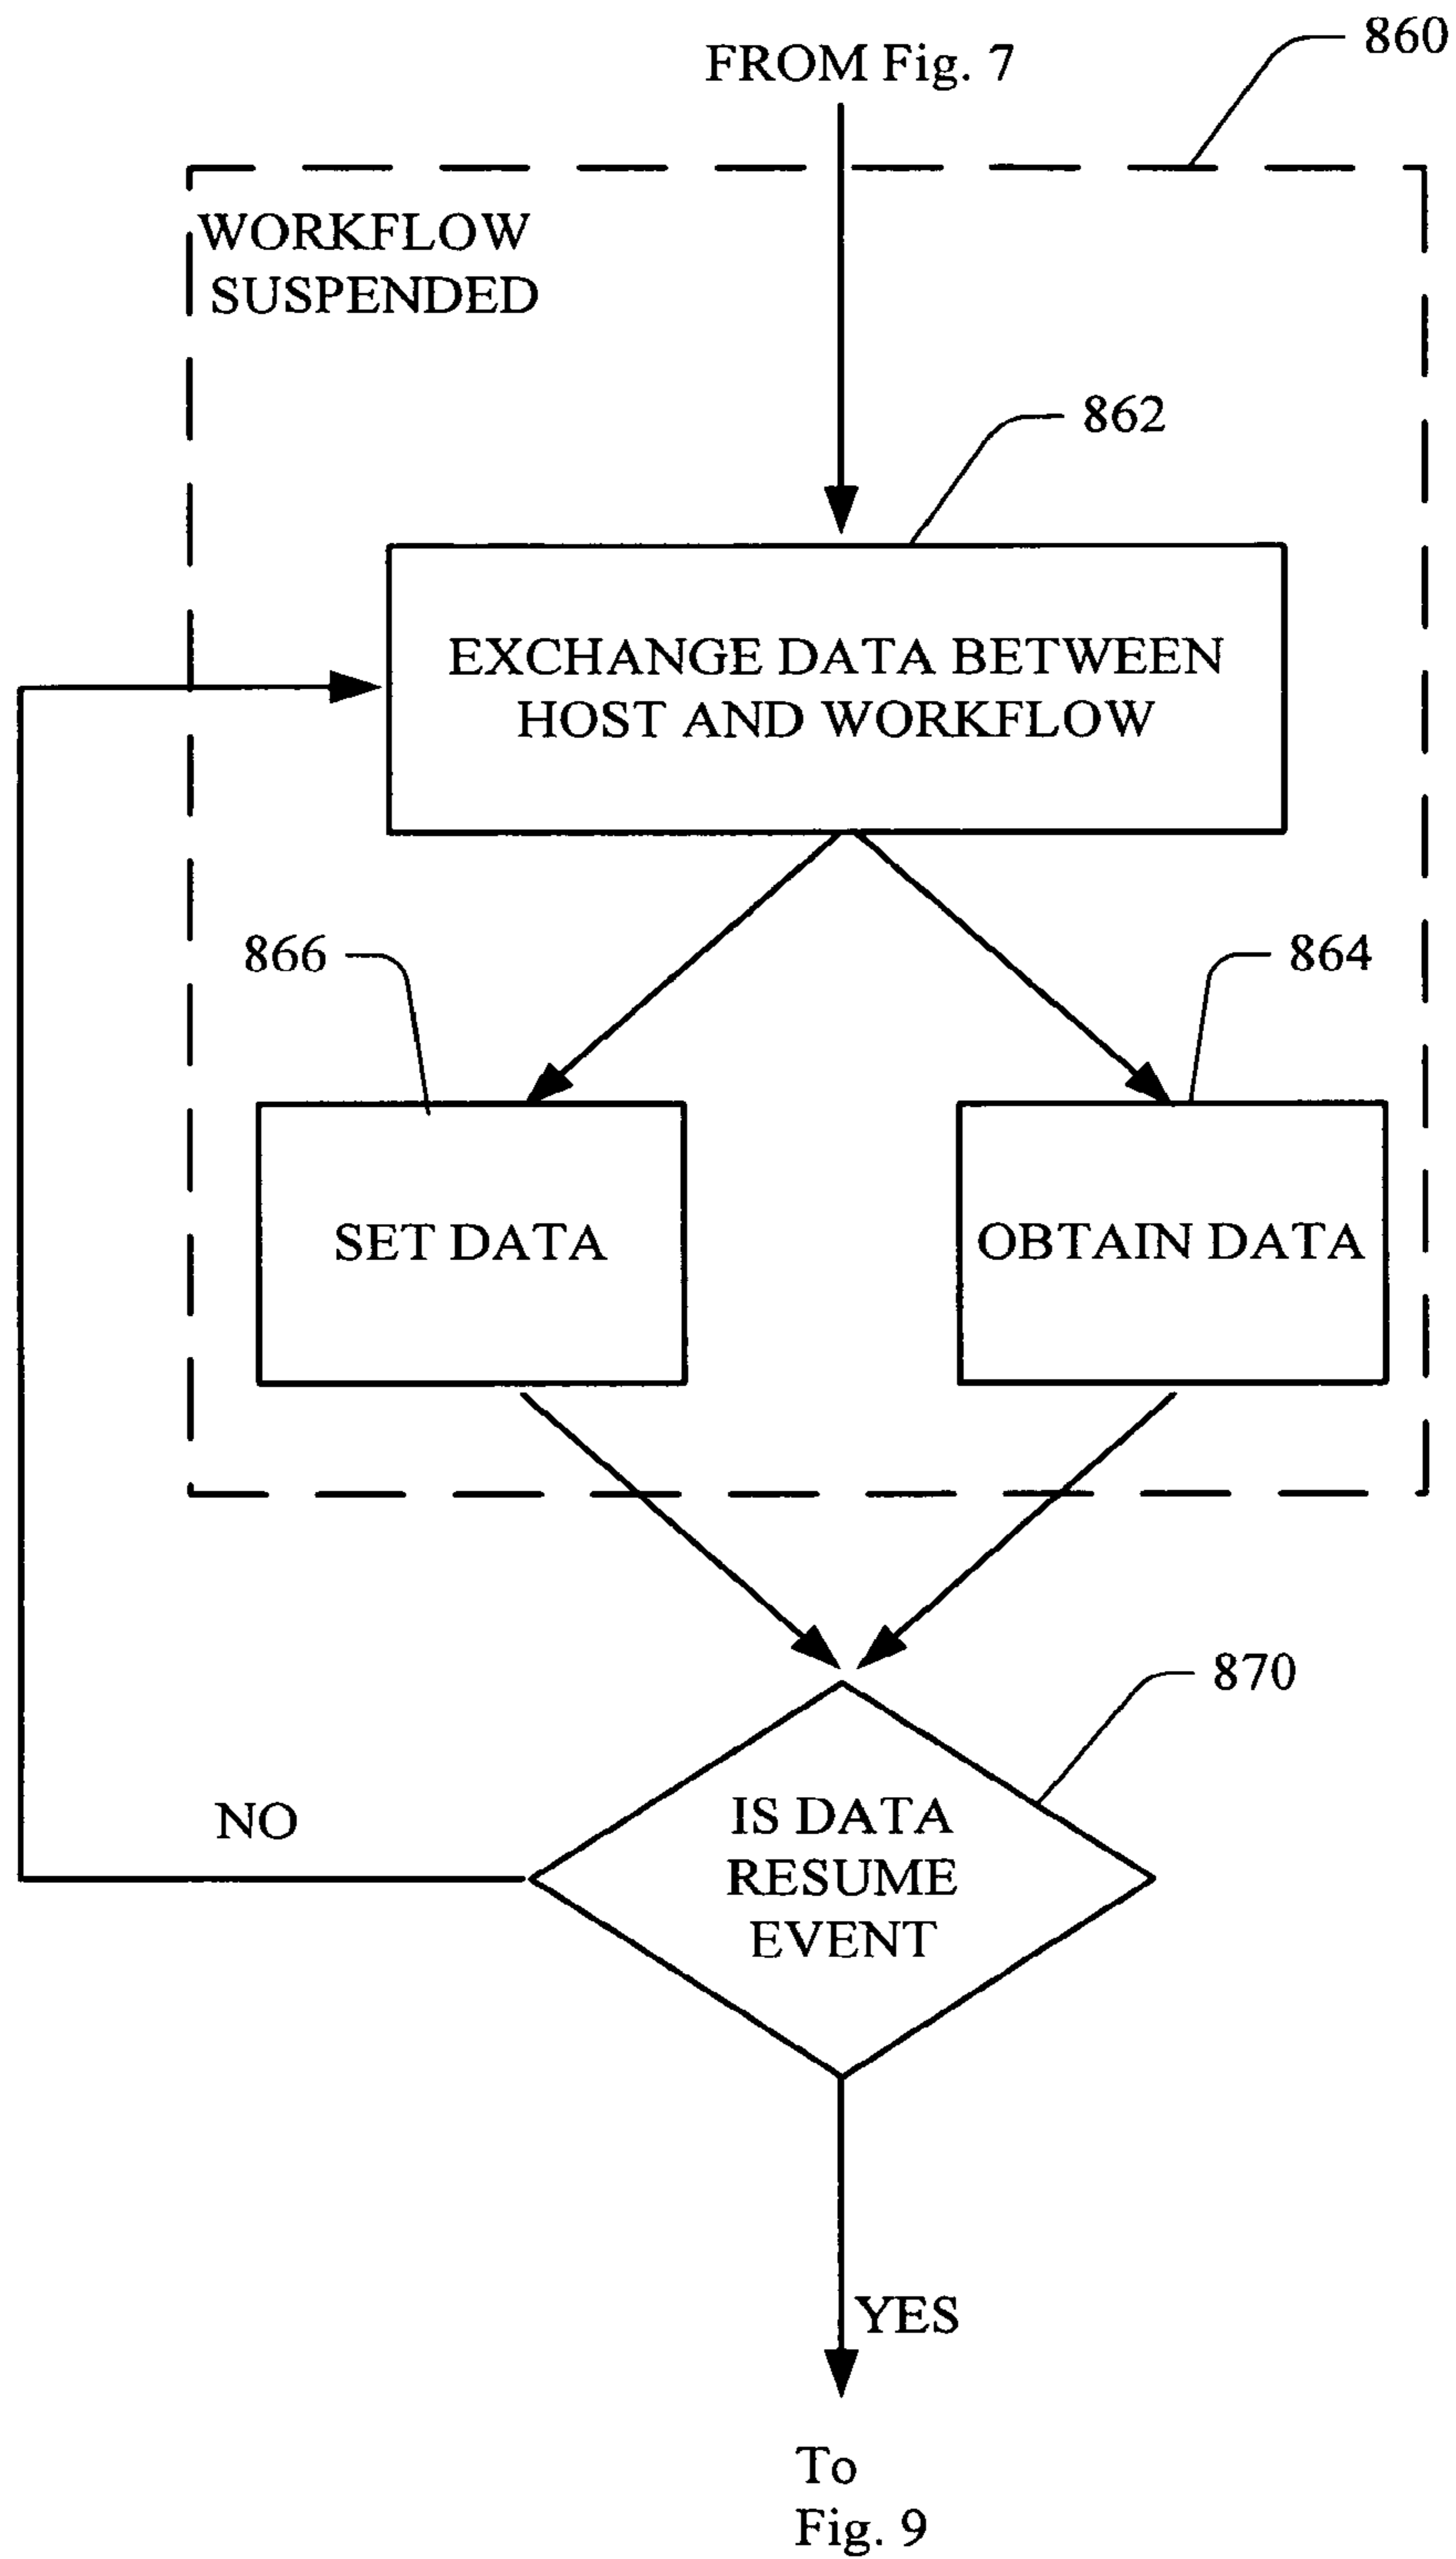 860
FROM Fig. 7
WORKFLOW
SUSPENDED
862
EXCHANGE DATA BETWEEN
HOST AND WORKFLOW
866
864
SET DATA
OBTAIN DATA
870
IS DATA
RESUME
EVENT
NO
YES
To
Fig. 9